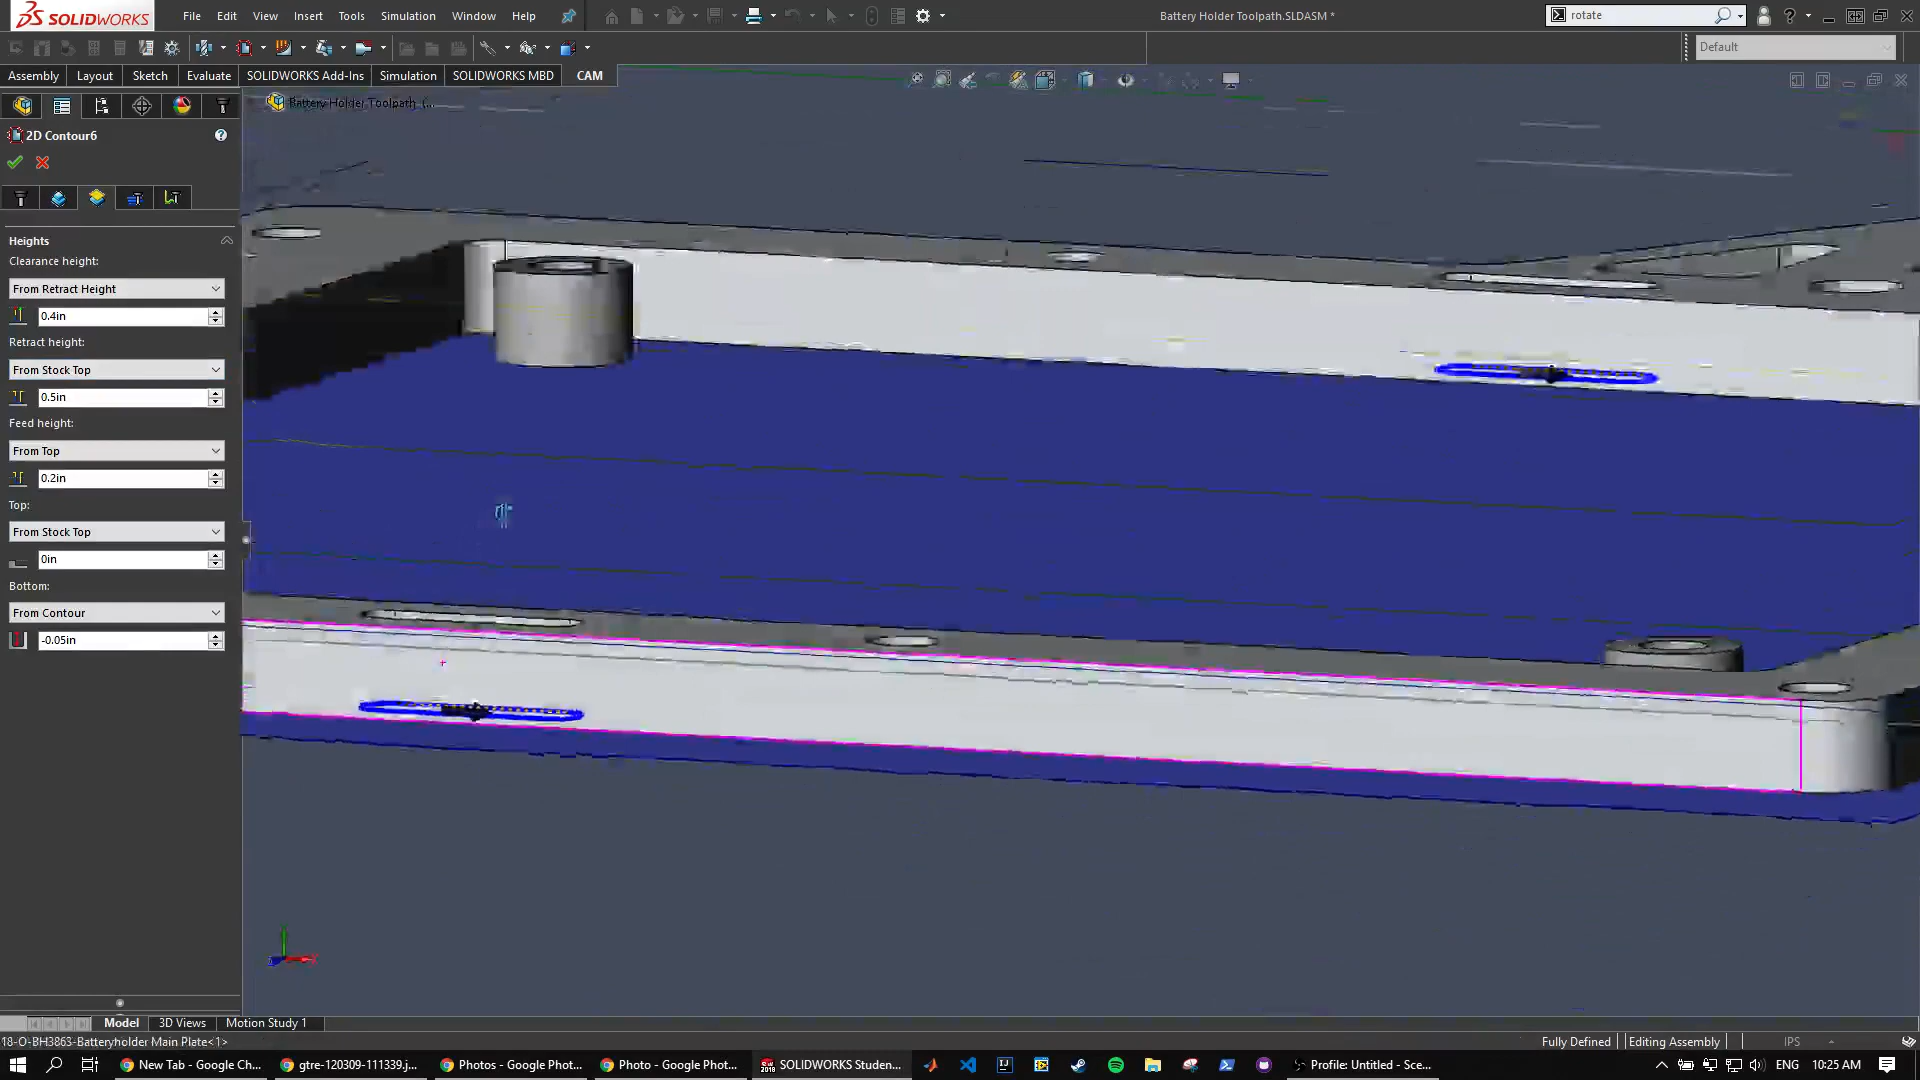 SOLIDWORKS File Edit View Insert Tools Simulation Window Help Battery Holder Toolpath.SLDASM * rotate
Default
Assembly Layout Sketch Evaluate SOLIDWORKS Add-Ins Simulation SOLIDWORKS MBD CAM
Battery Holder Toolpath (...
2D Contour6
Heights
Clearance height:
From Retract Height
0.4in
Retract height:
From Stock Top
0.5in
Feed height:
From Top
0.2in
Top:
From Stock Top
0in
Bottom:
From Contour
-0.05in
Model 3D Views Motion Study 1
18-O-BH3863-Batteryholder Main Plate<1> Fully Defined Editing Assembly IPS
New Tab - Google Ch... gtre-120309-111339.j... Photos - Google Phot... Photo - Google Phot... SOLIDWORKS Studen... Profile: Untitled - Sce... ENG 10:25 AM